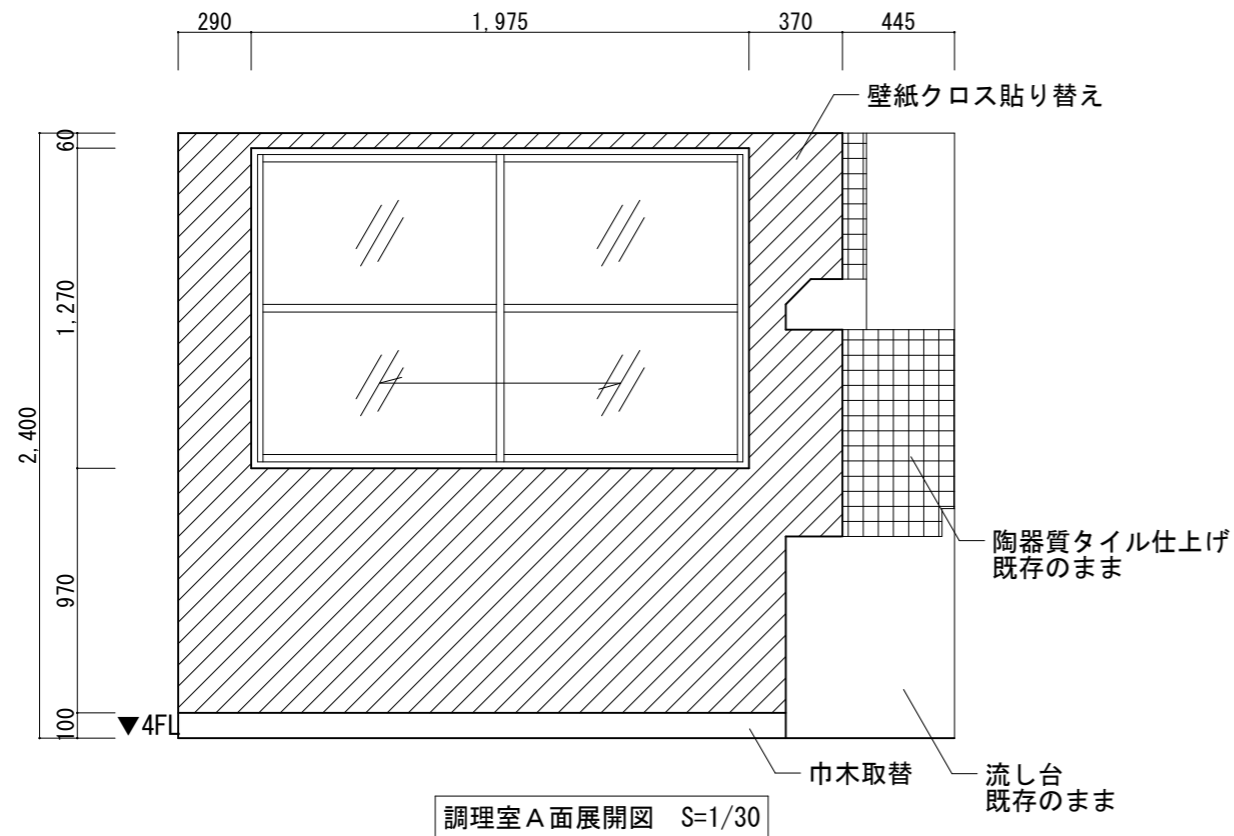 290
1,975
370
445
壁紙クロス貼り替え
60
1,270
2,400
970
100
▼4FL
陶器質タイル仕上げ
既存のまま
巾木取替
流し台
既存のまま
調理室A面展開図 S=1/30